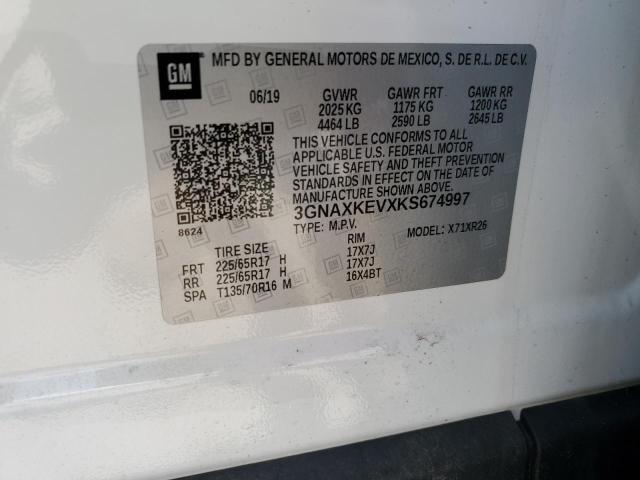 GM
MFD BY GENERAL MOTORS DE MEXICO, S. DE R.L. DE C.V.
06/19 GVWR GAWR FRT GAWR RR
2025 KG 1175 KG 1200 KG
4464 LB 2590 LB 2645 LB
THIS VEHICLE CONFORMS TO ALL
APPLICABLE U.S. FEDERAL MOTOR
VEHICLE SAFETY AND THEFT PREVENTION
STANDARDS IN EFFECT ON THE DATE OF
MANUFACTURE SHOWN ABOVE.
3GNAXKEVXKS674997
8624 TYPE: M.P.V. MODEL: X71XR26
TIRE SIZE RIM
FRT 225/65R17 H 17X7J
RR 225/65R17 H 17X7J
SPA T135/70R16 M 16X4BT